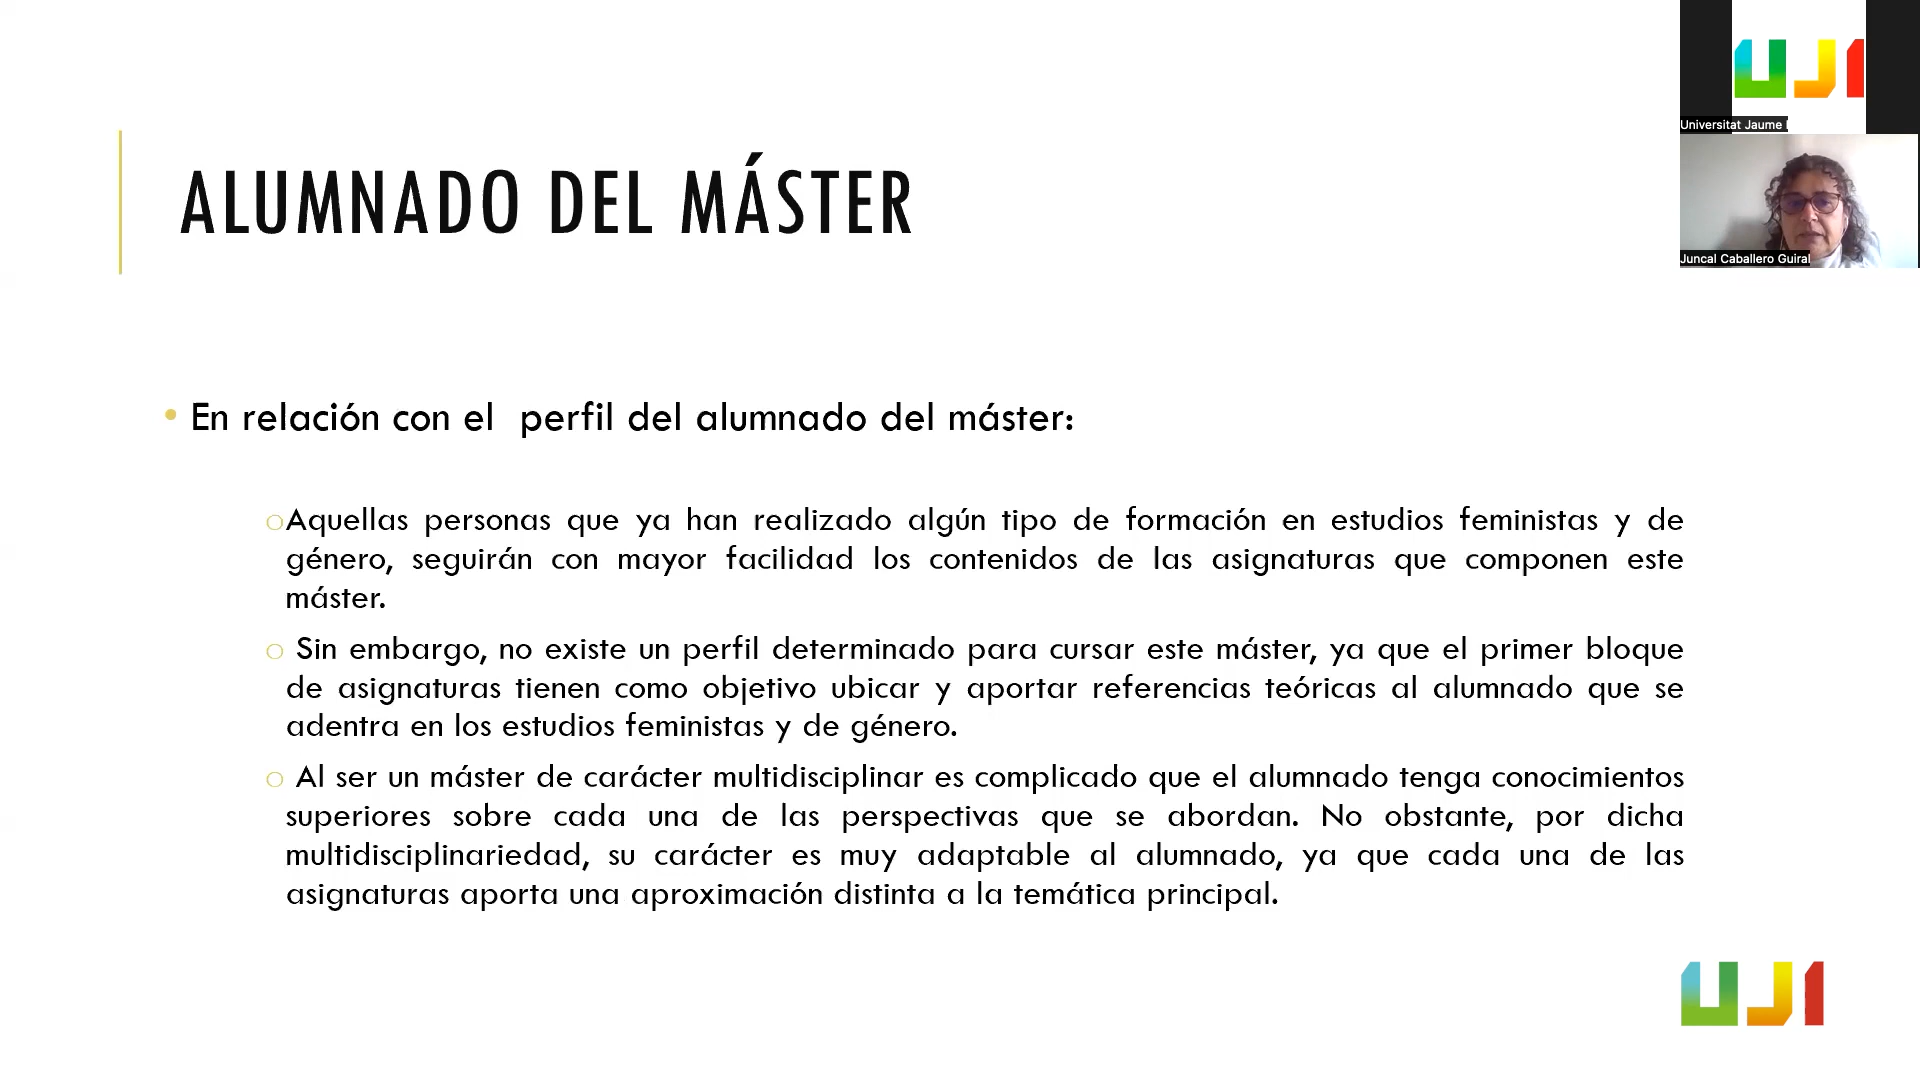 ALUMNADO DEL MÁSTER
• En relación con el perfil del alumnado del máster:
oAquellas personas que ya han realizado algún tipo de formación en estudios feministas y de
género, seguirán con mayor facilidad los contenidos de las asignaturas que componen este
máster.
o Sin embargo, no existe un perfil determinado para cursar este máster, ya que el primer bloque
de asignaturas tienen como objetivo ubicar y aportar referencias teóricas al alumnado que se
adentra en los estudios feministas y de género.
o Al ser un máster de carácter multidisciplinar es complicado que el alumnado tenga conocimientos
superiores sobre cada una de las perspectivas que se abordan. No obstante, por dicha
multidisciplinariedad, su carácter es muy adaptable al alumnado, ya que cada una de las
asignaturas aporta una aproximación distinta a la temática principal.
UJI
Universitat Jaume I
Juncal Caballero Guiral
UJI